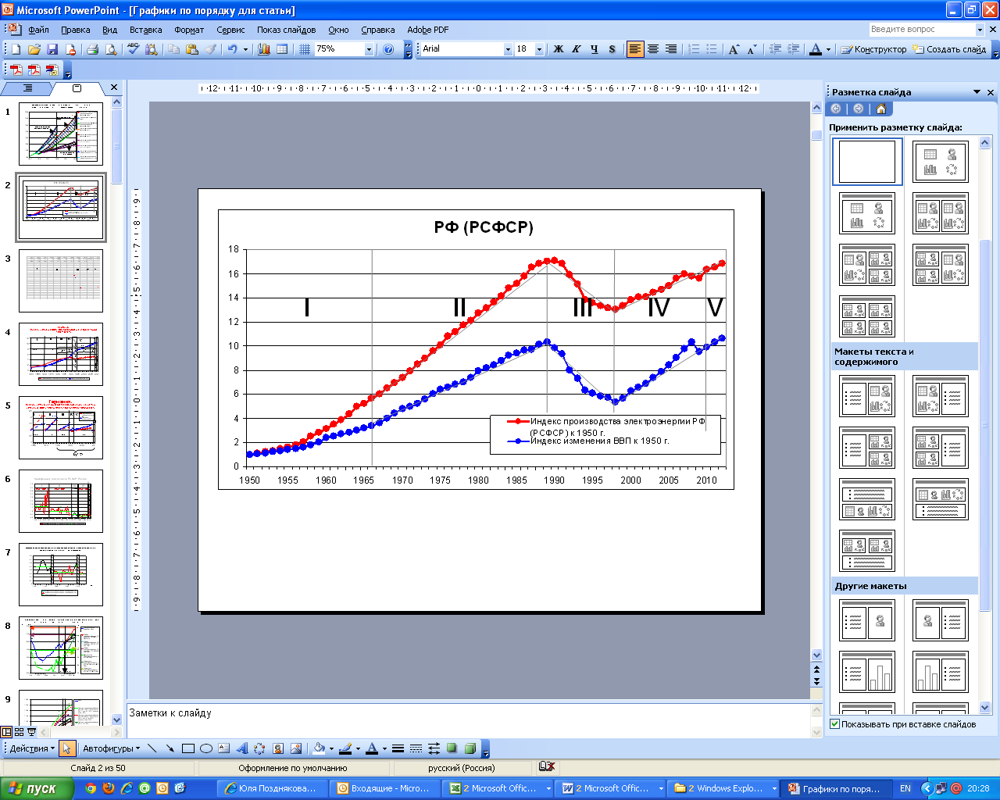 Microsoft PowerPoint - [Графики по порядку для статьи]
Файл Правка Вид Вставка Формат Сервис Показ слайдов Окно Справка Adobe PDF
Введите вопрос
75%
Arial 18 Ж К Ч S
Конструктор Создать слайд
12 11 10 9 8 7 6 5 4 3 2 1 0 1 2 3 4 5 6 7 8 9 10 11 12
Разметка слайда
Применить разметку слайда:
1
2
3
4
5
6
7
8
9
РФ (РСФСР)
18
16
14
12
10
8
6
4
2
0
I II III IV V
Индекс производства электроэнергии РФ
(РСФСР) к 1950 г.
Индекс изменения ВВП к 1950 г.
1950 1955 1960 1965 1970 1975 1980 1985 1990 1995 2000 2005 2010
Макеты текста и
содержимого
Другие макеты
Показывать при вставке слайдов
Заметки к слайду
Действия Автофигуры
Слайд 2 из 50 Оформление по умолчанию русский (Россия)
пуск Юля Позднякова... Входящие - Micro... 2 Microsoft Offic... 2 Microsoft Offic... 2 Windows Explo... Графики по поря... EN 20:28